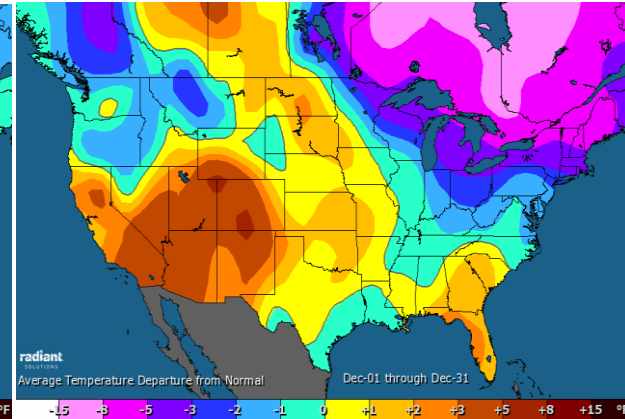 radiant
SOLUTIONS
Average Temperature Departure from Normal
Dec-01 through Dec-31
°F -15 -8 -5 -3 -2 -1 0 +1 +2 +3 +5 +8 +15 °F